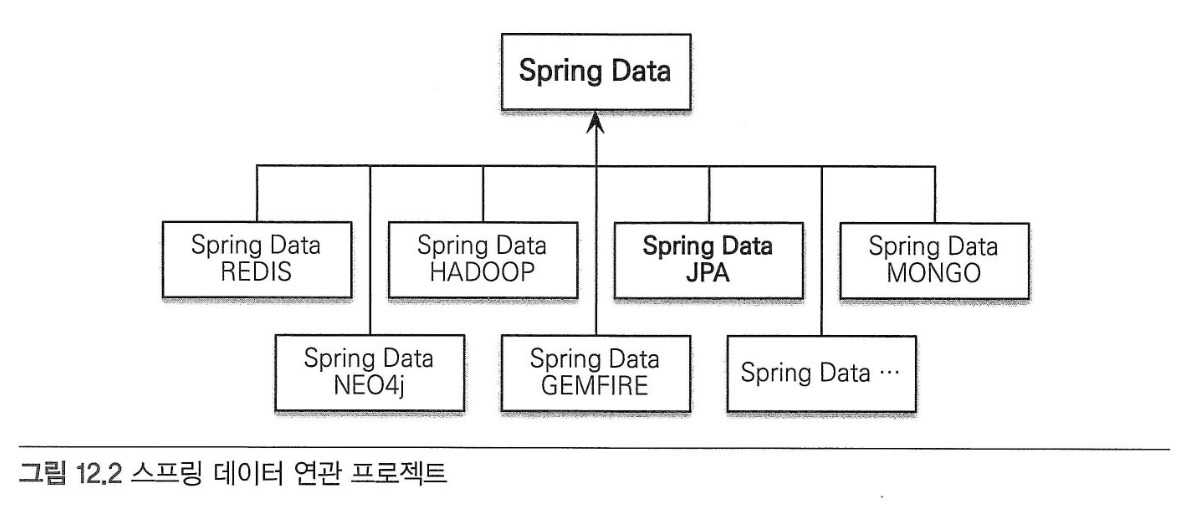 Spring Data
Spring Data
REDIS
Spring Data
HADOOP
Spring Data
JPA
Spring Data
MONGO
Spring Data
NEO4j
Spring Data
GEMFIRE
Spring Data ···
그림 12.2 스프링 데이터 연관 프로젝트